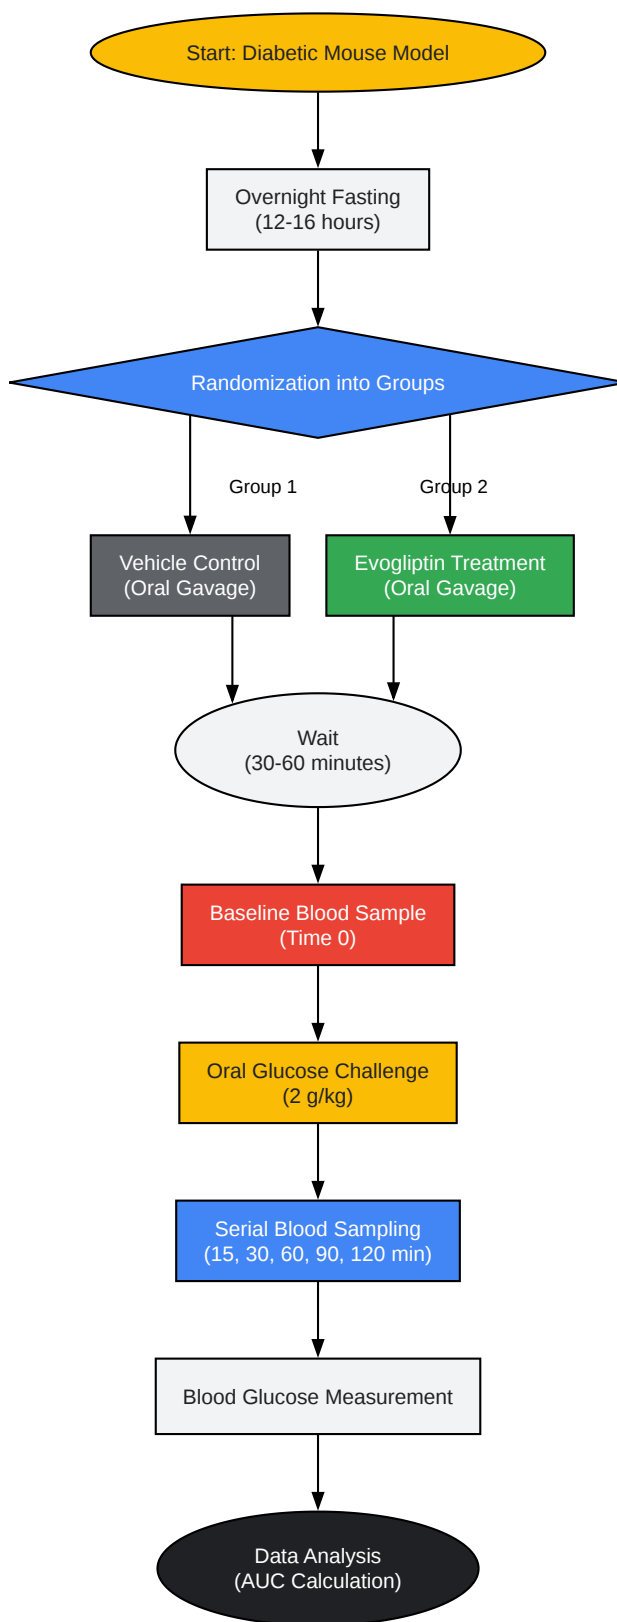 Start: Diabetic Mouse Model
Overnight Fasting
(12-16 hours)
Randomization into Groups
Group 1
Group 2
Vehicle Control
(Oral Gavage)
Evogliptin Treatment
(Oral Gavage)
Wait
(30-60 minutes)
Baseline Blood Sample
(Time 0)
Oral Glucose Challenge
(2 g/kg)
Serial Blood Sampling
(15, 30, 60, 90, 120 min)
Blood Glucose Measurement
Data Analysis
(AUC Calculation)